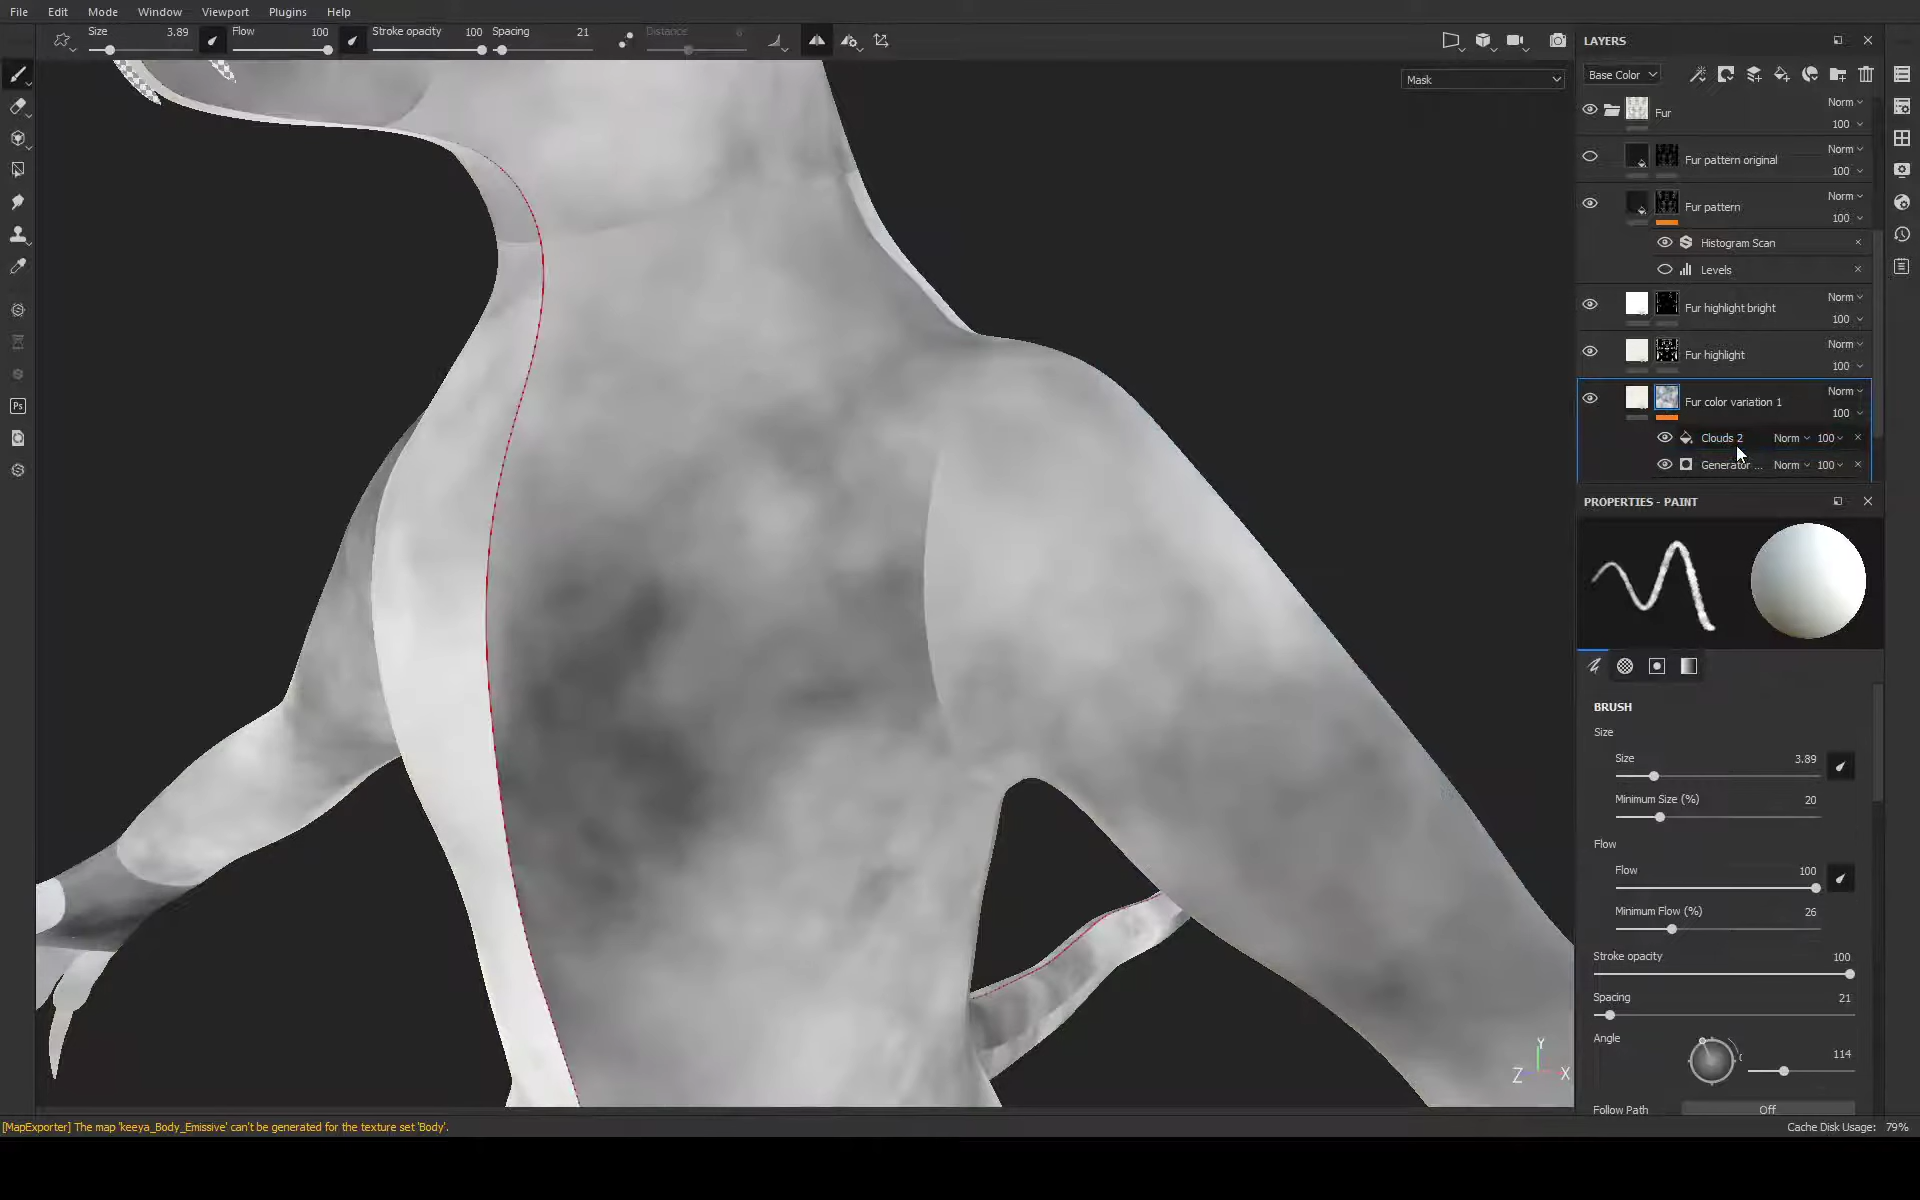 File Edit Mode Window Viewport Plugins Help
Size 3.89 Flow 100 Stroke opacity 100 Spacing 21
LAYERS
Mask
Base Color
Norm
Fur
100
Norm
Fur pattern original
100
Norm
Fur pattern
100
Histogram Scan
Levels
Norm
Fur highlight bright
100
Norm
Fur highlight
100
Norm
Fur color variation 1
100
Clouds 2 Norm 100
Generator ... Norm 100
PROPERTIES - PAINT
BRUSH
Size
Size 3.89
Minimum Size (%) 20
Flow
Flow 100
Minimum Flow (%) 26
Stroke opacity 100
Spacing 21
Angle
114
Follow Path Off
Ps
Y
Z X
[MapExporter] The map 'keeya_Body_Emissive' can't be generated for the texture set 'Body'.
Cache Disk Usage: 79%